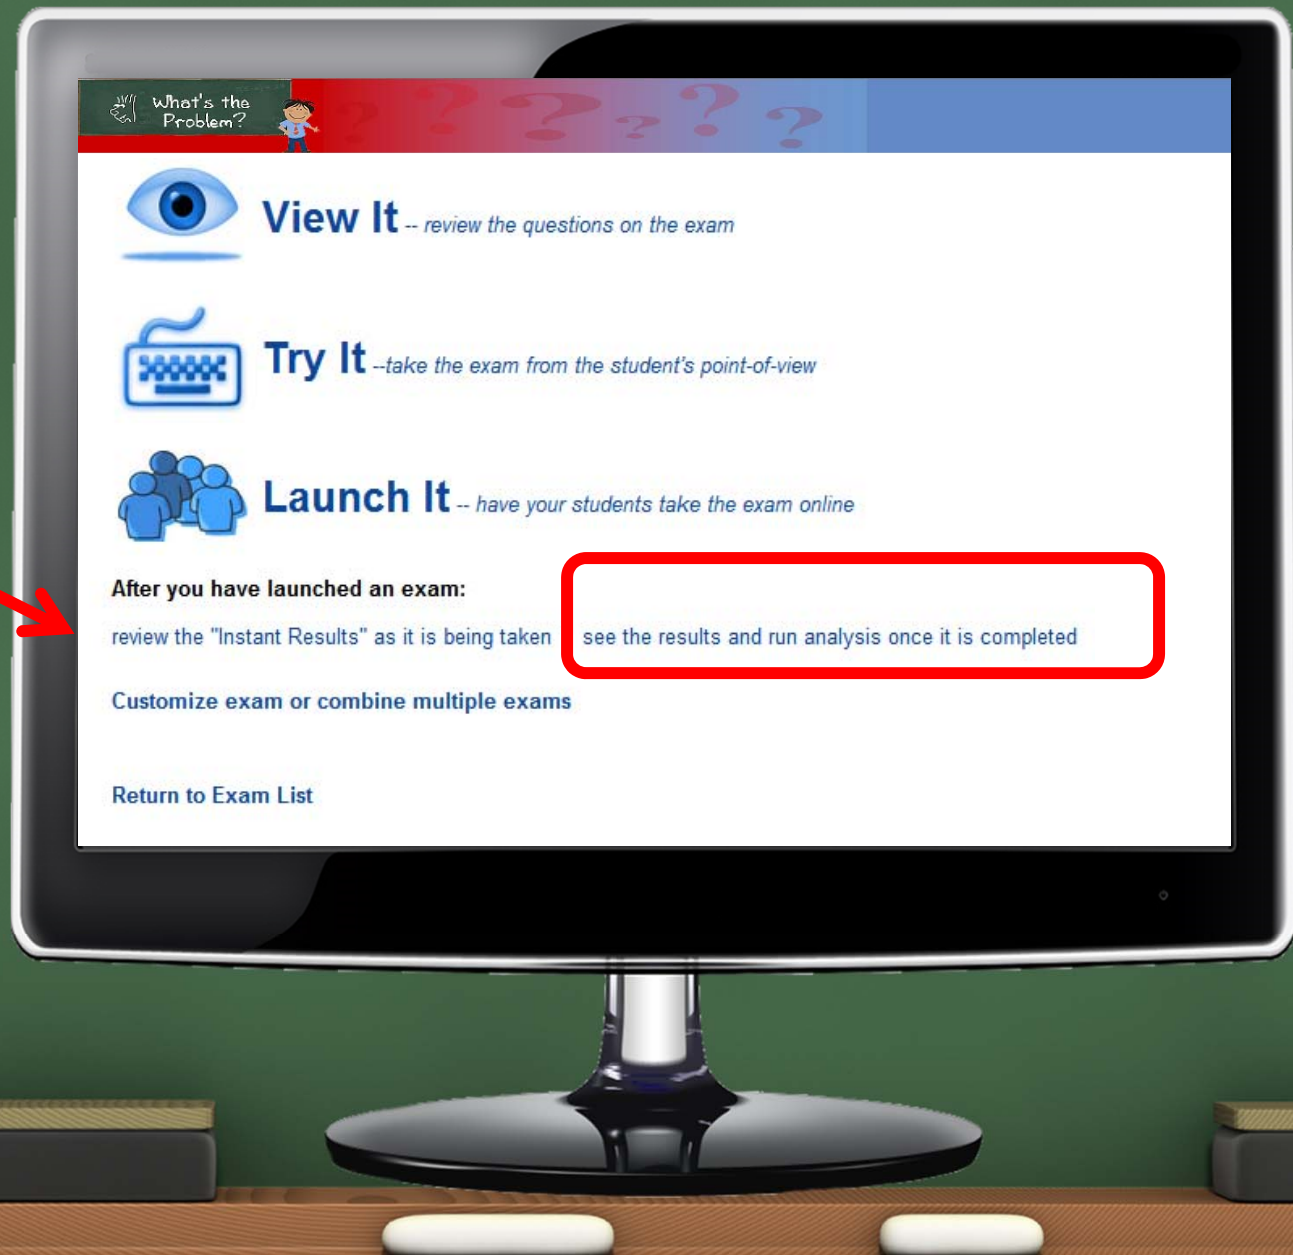 What's the
Problem?
View It -- review the questions on the exam
Try It --take the exam from the student's point-of-view
Launch It -- have your students take the exam online
After you have launched an exam:
review the "Instant Results" as it is being taken see the results and run analysis once it is completed
Customize exam or combine multiple exams
Return to Exam List